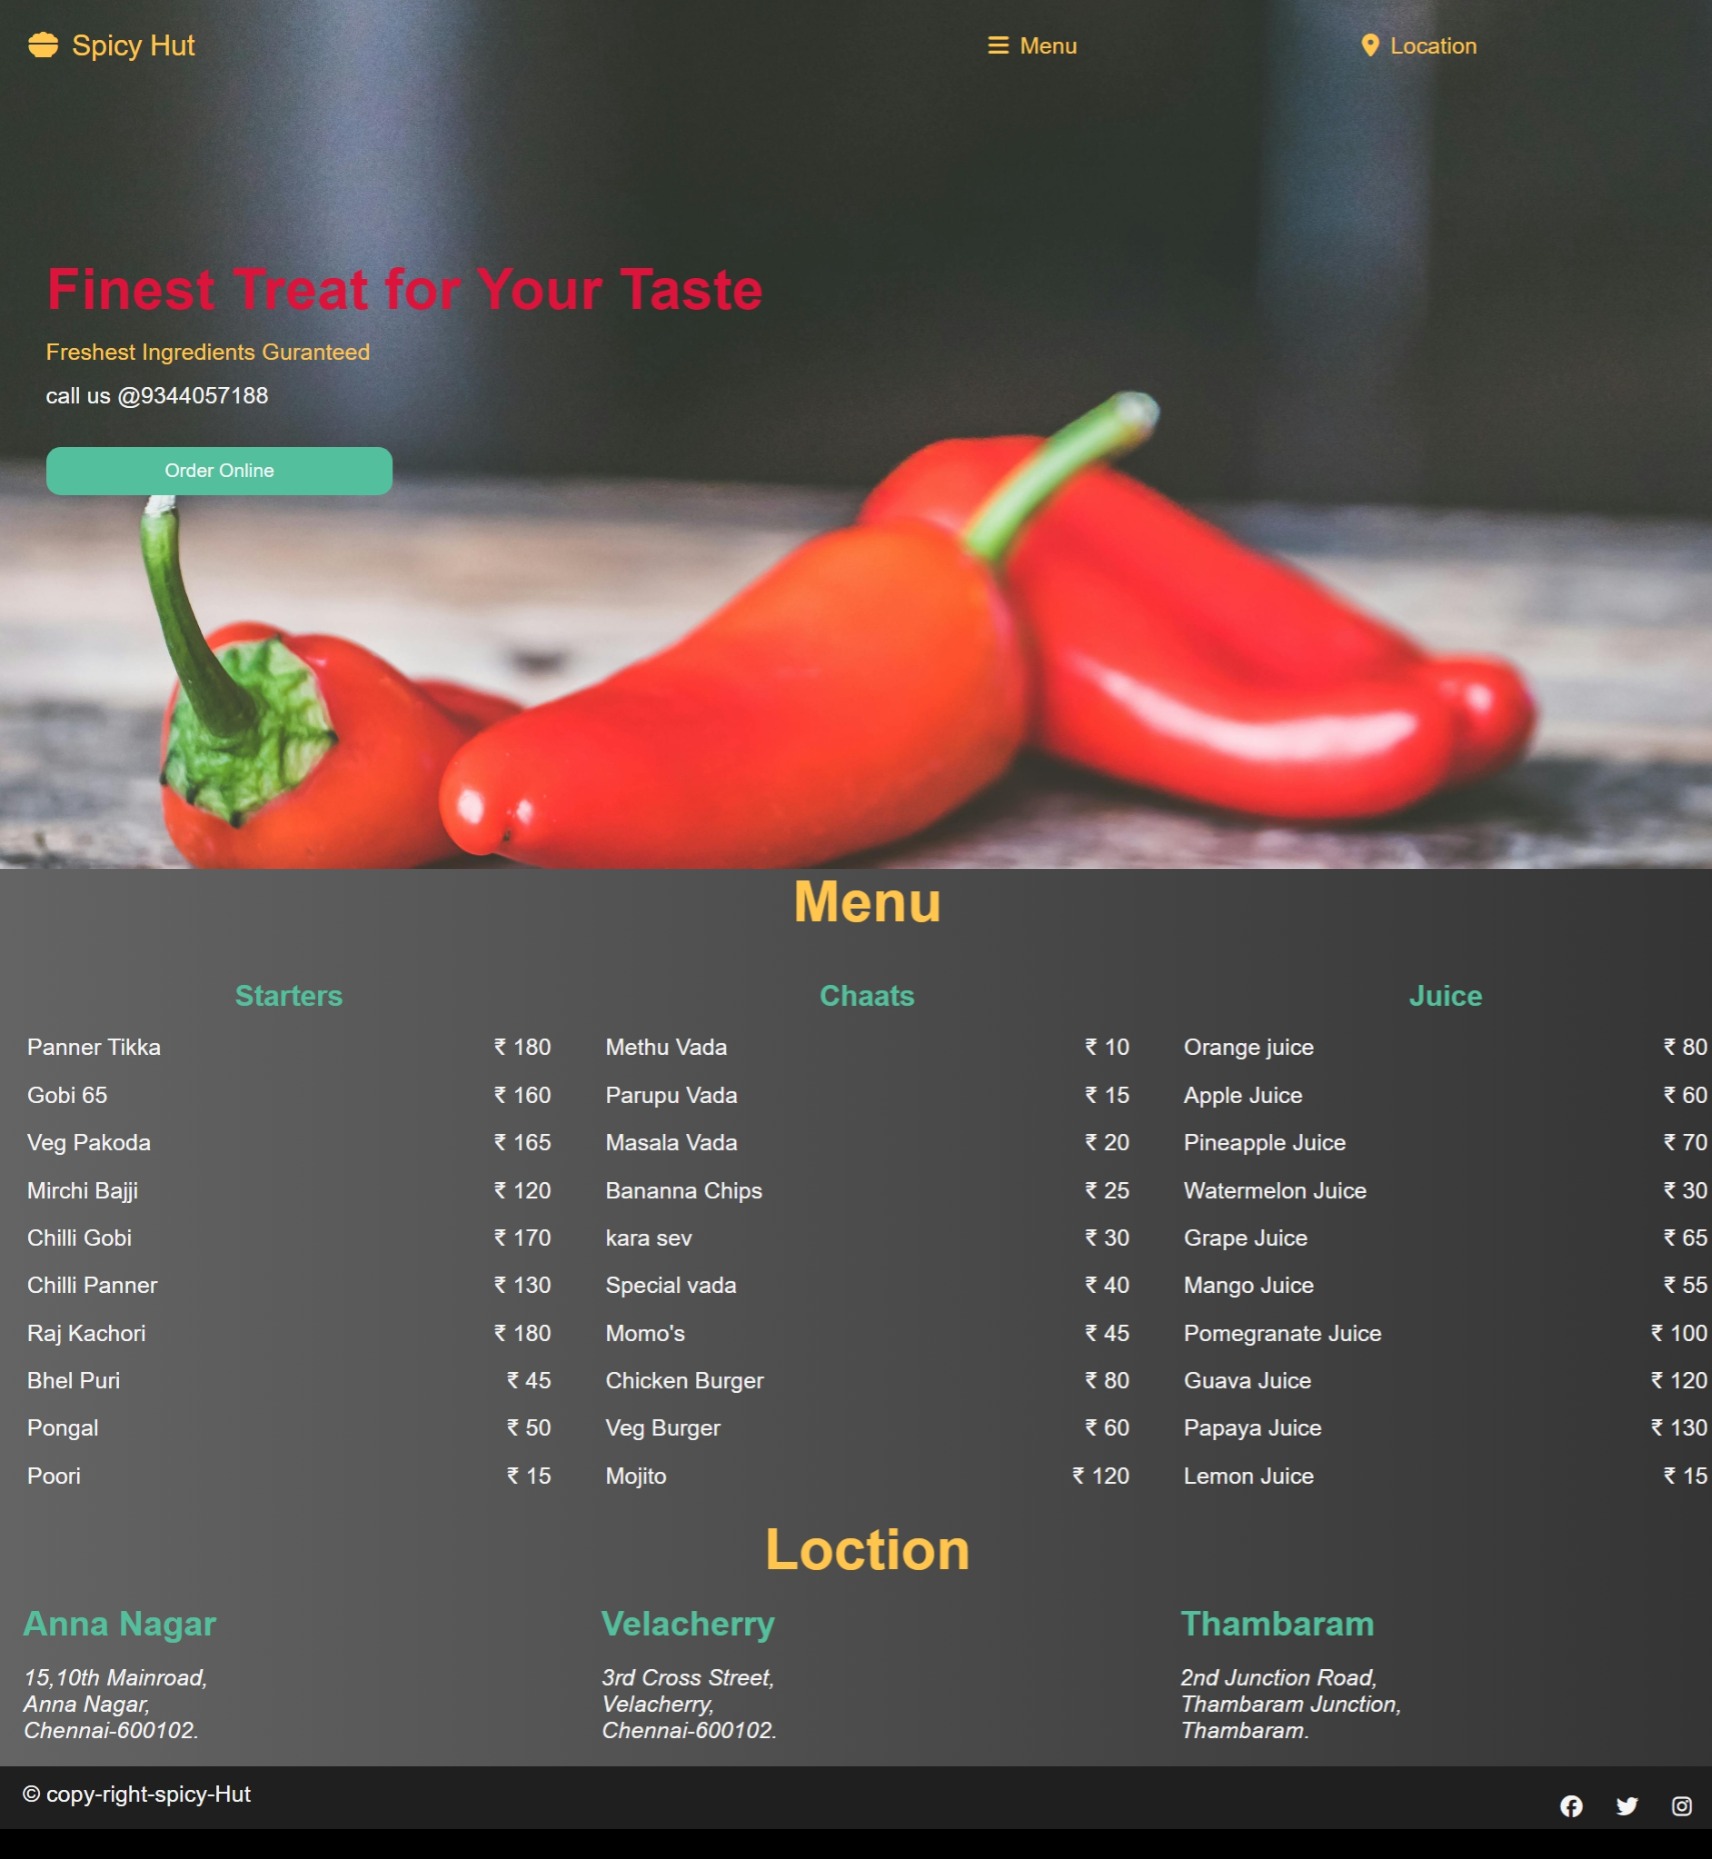 Spicy Hut
Menu
Location
Finest Treat for Your Taste
Freshest Ingredients Guranteed
call us @9344057188
Order Online
Menu
Starters
Panner Tikka ₹ 180
Gobi 65 ₹ 160
Veg Pakoda ₹ 165
Mirchi Bajji ₹ 120
Chilli Gobi ₹ 170
Chilli Panner ₹ 130
Raj Kachori ₹ 180
Bhel Puri ₹ 45
Pongal ₹ 50
Poori ₹ 15
Chaats
Methu Vada ₹ 10
Parupu Vada ₹ 15
Masala Vada ₹ 20
Bananna Chips ₹ 25
kara sev ₹ 30
Special vada ₹ 40
Momo's ₹ 45
Chicken Burger ₹ 80
Veg Burger ₹ 60
Mojito ₹ 120
Juice
Orange juice ₹ 80
Apple Juice ₹ 60
Pineapple Juice ₹ 70
Watermelon Juice ₹ 30
Grape Juice ₹ 65
Mango Juice ₹ 55
Pomegranate Juice ₹ 100
Guava Juice ₹ 120
Papaya Juice ₹ 130
Lemon Juice ₹ 15
Loction
Anna Nagar
15,10th Mainroad,
Anna Nagar,
Chennai-600102.
Velacherry
3rd Cross Street,
Velacherry,
Chennai-600102.
Thambaram
2nd Junction Road,
Thambaram Junction,
Thambaram.
© copy-right-spicy-Hut